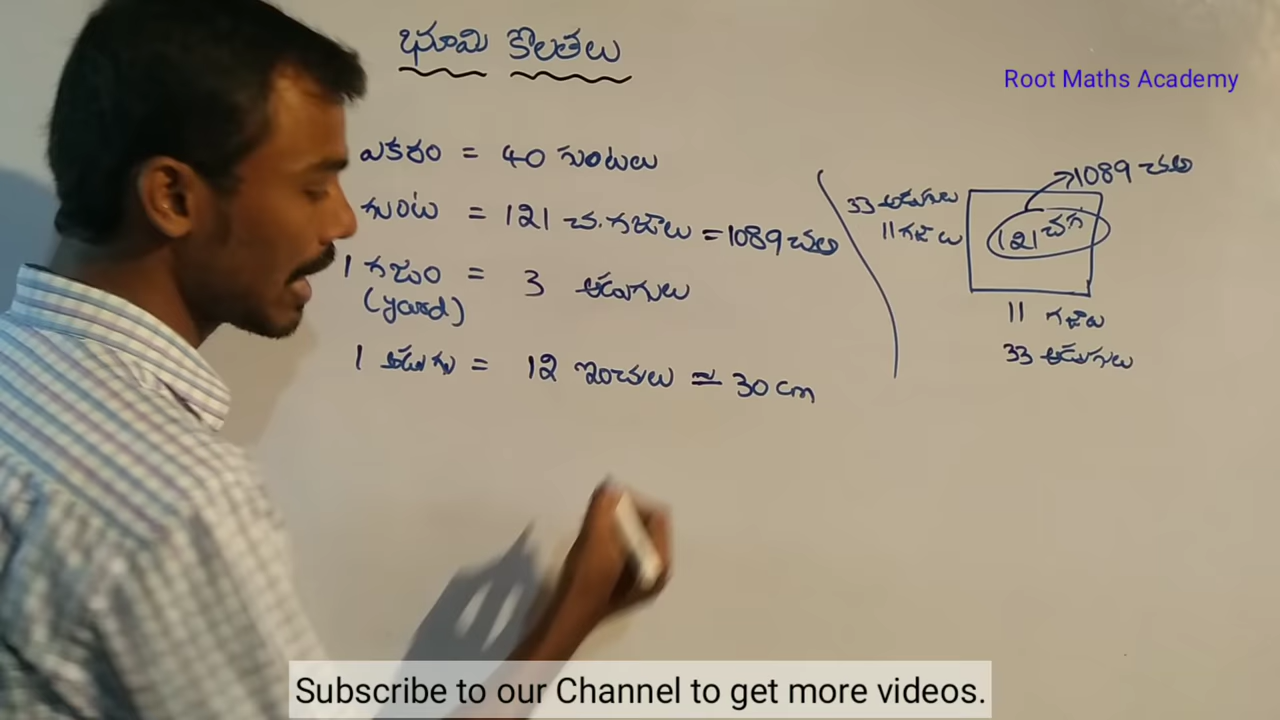 భూమి కొలతలు
Root Maths Academy
ఎకరం = 40 గుంటలు
గుంట = 121 చ.గజాలు = 1089 చఅ
1 గజం = 3 అడుగులు
(yard)
1 అడుగు = 12 ఇంచులు ≈ 30 cm
1089 చఅ
33 అడుగులు
11 గజాలు
121 చగ
11 గజాలు
33 అడుగులు
Subscribe to our Channel to get more videos.